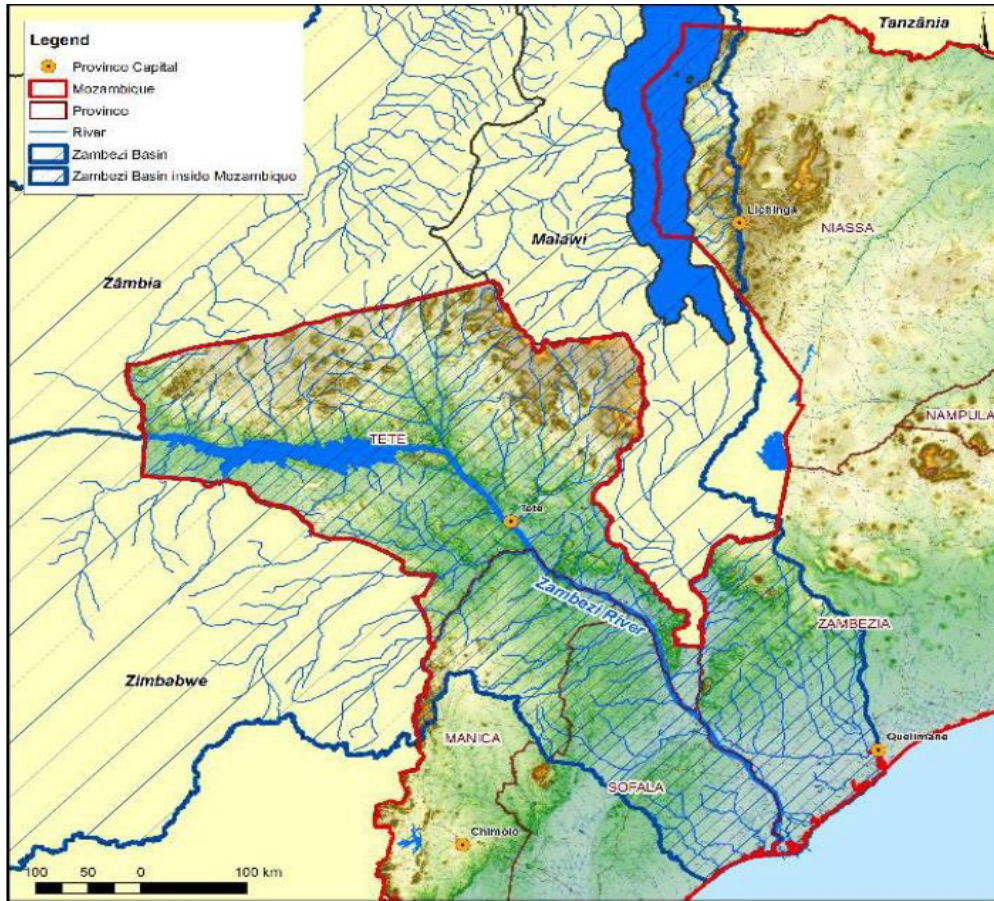 Tanzânia
Legend
Province Capital
Mozambique
Province
River
Zambezi Basin
Zambezi Basin inside Mozambique
Lichinga
NIASSA
Malawi
Zâmbia
NAMPULA
TETE
Tete
Zambezi River
ZAMBEZIA
Zimbabwe
MANICA
Quelimane
SOFALA
Chimoio
100 50 0 100 km